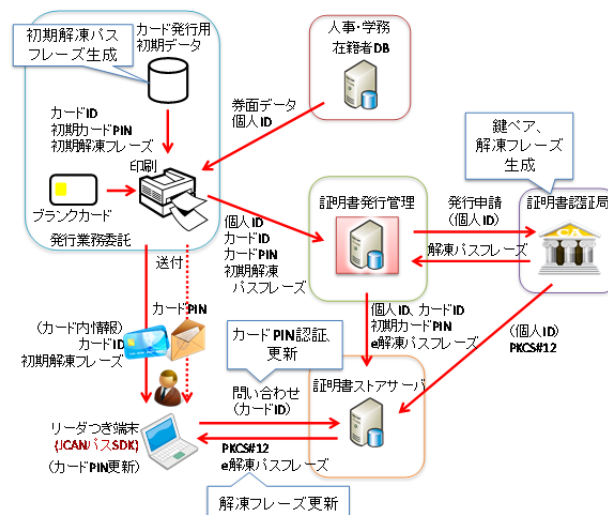 初期解凍パス
フレーズ生成
カード発行用
初期データ
人事・学務
在籍者DB
カードID
初期カードPIN
初期解凍フレーズ
券面データ
個人ID
鍵ペア、
解凍フレーズ
生成
印刷
ブランクカード
発行業務委託
個人ID
カードID
カードPIN
初期解凍
パスフレーズ
証明書発行管理
発行申請
(個人ID)
解凍パスフレーズ
証明書認証局
送付
カードPIN
(カード内情報)
カードID
初期解凍フレーズ
カードPIN認証、
更新
個人ID、カードID
初期カードPIN
e解凍パスフレーズ
(個人ID)
PKCS#12
問い合わせ
(カードID)
証明書ストアサーバ
リーダつき端末
(JCANパスSDK)
(カードPIN更新)
PKCS#12
e解凍パスフレーズ
解凍フレーズ更新